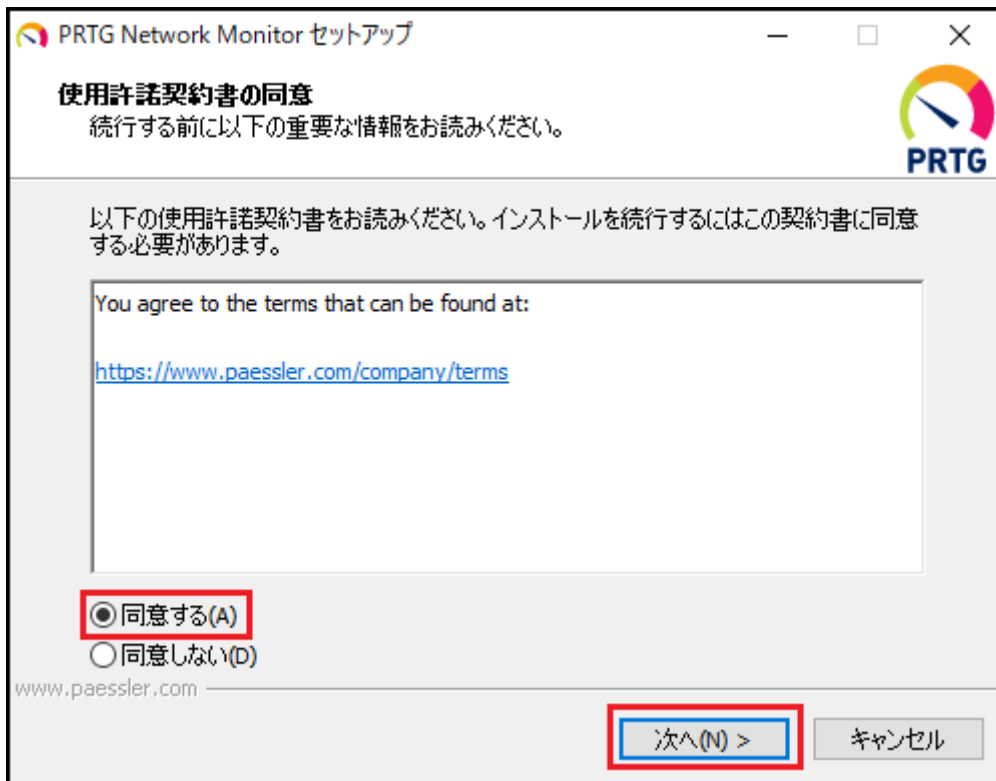 PRTG Network Monitor セットアップ
使用許諾契約書の同意
続行する前に以下の重要な情報をお読みください。
PRTG
以下の使用許諾契約書をお読みください。インストールを続行するにはこの契約書に同意
する必要があります。
You agree to the terms that can be found at:
https://www.paessler.com/company/terms
同意する(A)
同意しない(D)
www.paessler.com
次へ(N) >
キャンセル